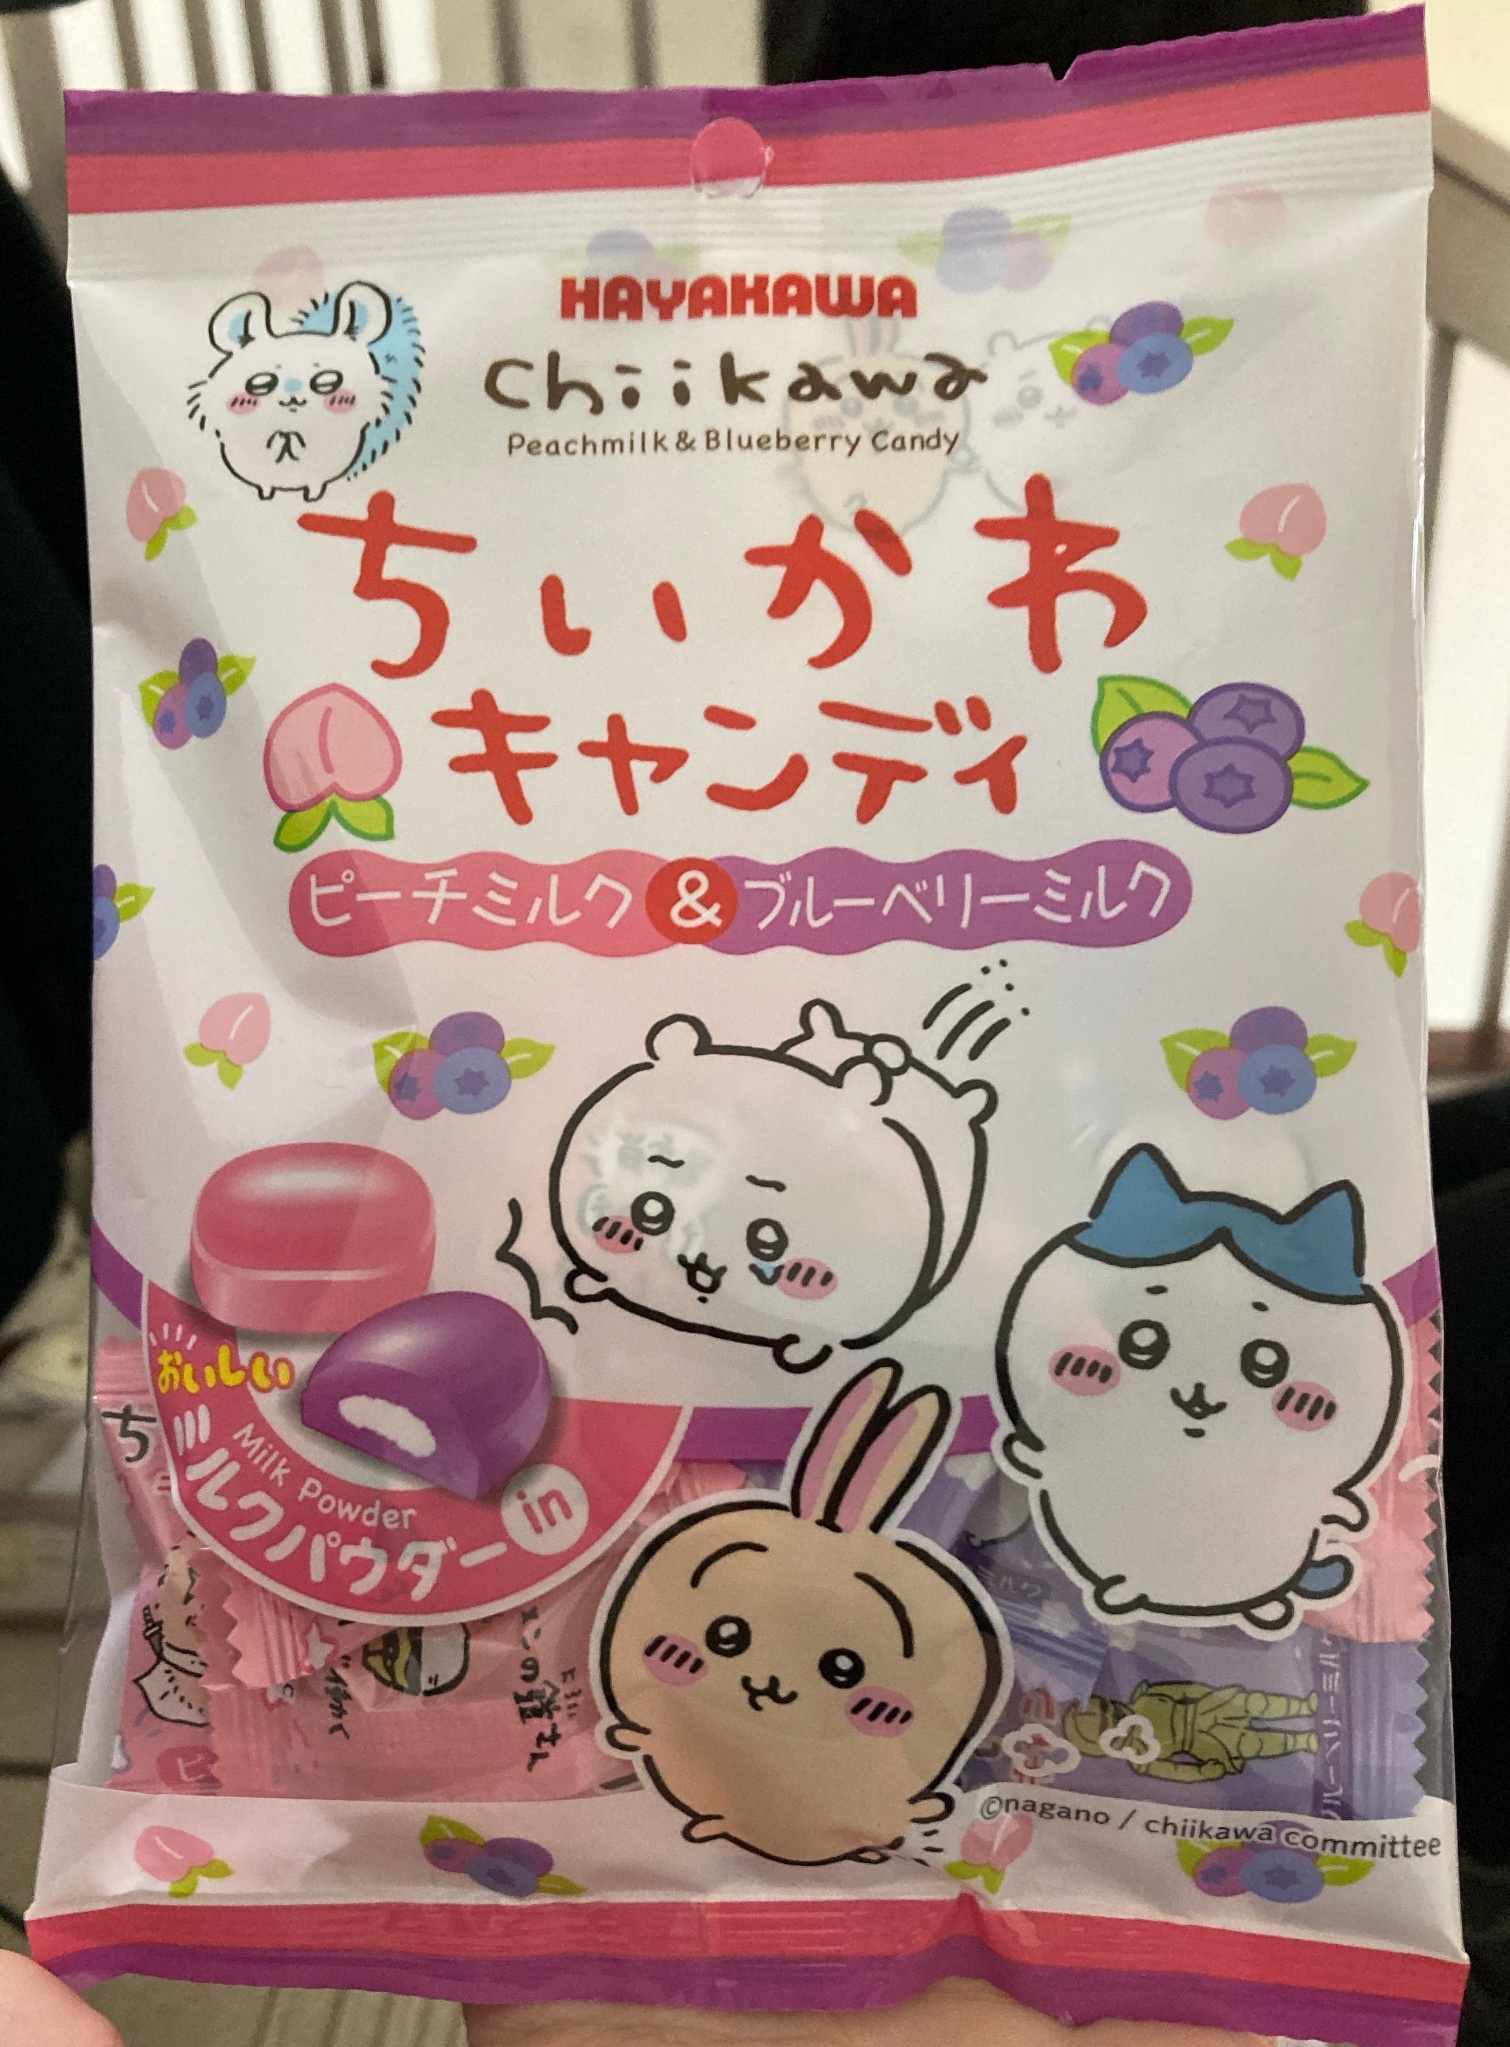 HAYAKAWA
chiikawa
Peachmilk & Blueberry Candy
ちいかわ
キャンディ
ピーチミルク & ブルーベリーミルク
おいしい
Milk Powder
ミルクパウダー in
ち
©nagano / chiikawa committee